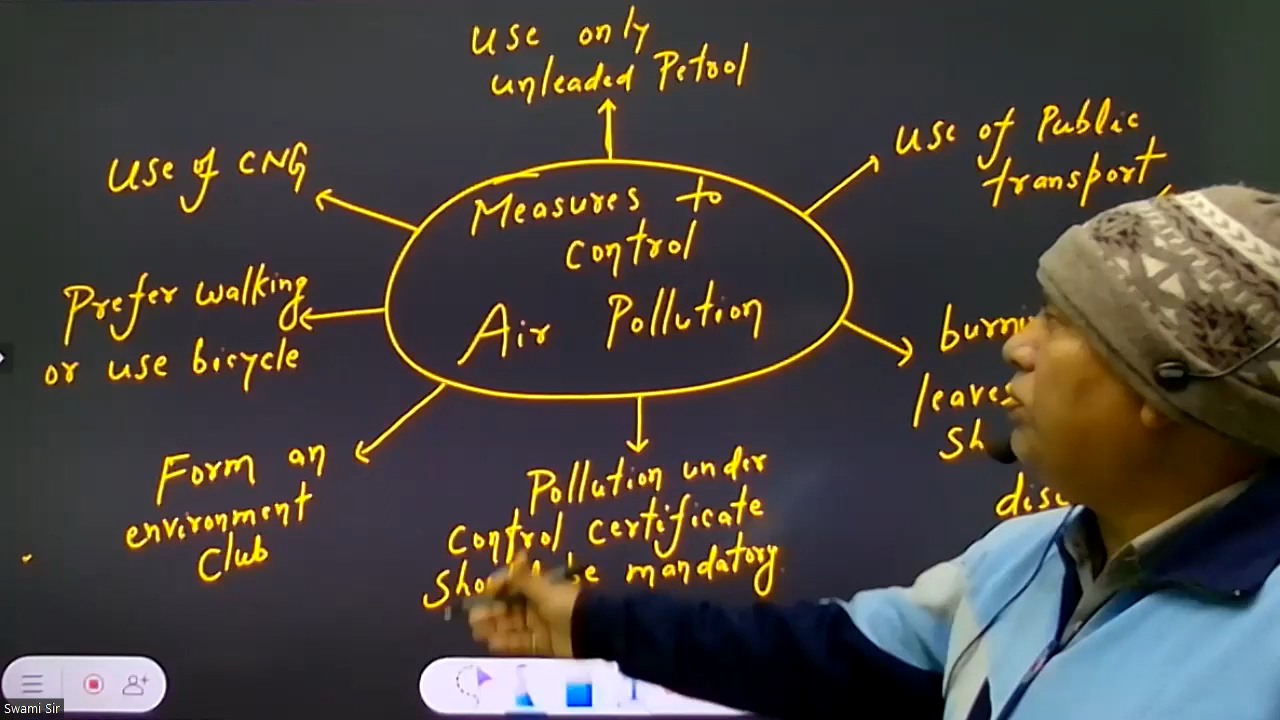 Use only
unleaded Petrol
Use of Public
transport
Use of CNG
Measures to
control
Air Pollution
Prefer walking
or use bicycle
leaves
Form an
environment
Club
Pollution under
Control certificate
be mandatory
Swami Sir